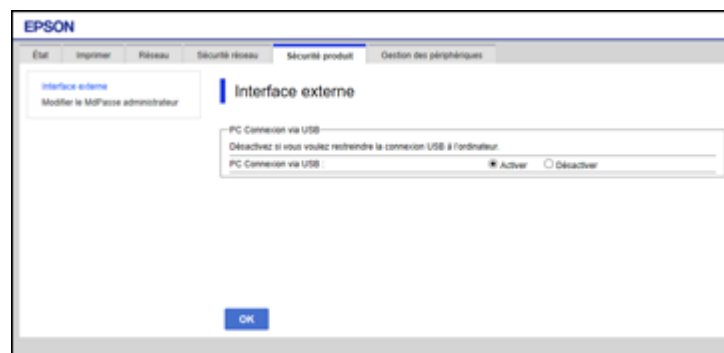 EPSON
État Imprimer Réseau Sécurité réseau Sécurité produit Gestion des périphériques
Interface externe
Modifier le MdPasse administrateur
Interface externe
PC Connexion via USB
Désactivez si vous voulez restreindre la connexion USB à l'ordinateur.
PC Connexion via USB : Activer Désactiver
OK